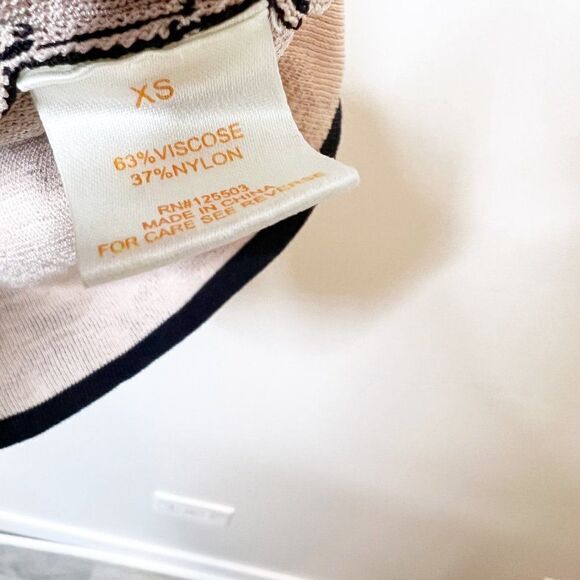 XS
63%VISCOSE
37%NYLON
RN#125503
MADE IN CHINA
FOR CARE SEE REVERSE